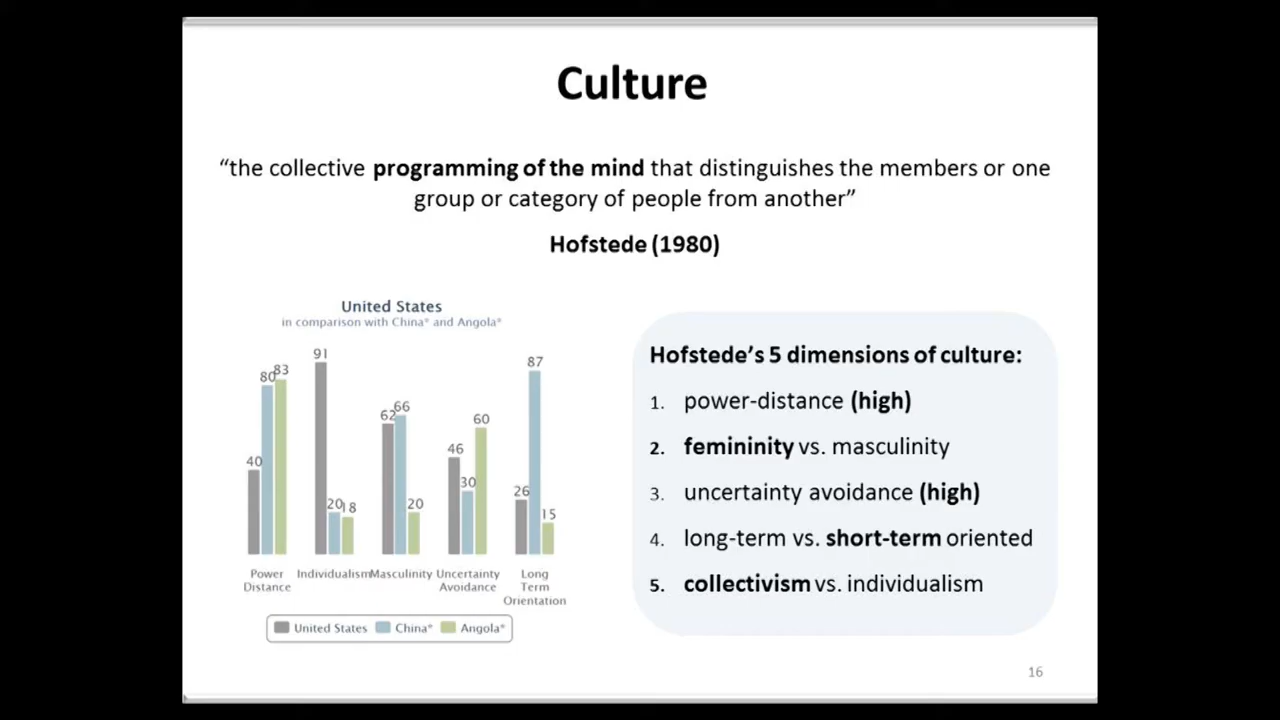 Culture
“the collective programming of the mind that distinguishes the members or one
group or category of people from another”
Hofstede (1980)
United States
in comparison with China* and Angola*
40 80 83
91 20 18
62 66 20
46 30 60
26 87 15
Power Distance
Individualism
Masculinity
Uncertainty Avoidance
Long Term Orientation
United States China* Angola*
Hofstede’s 5 dimensions of culture:
1. power-distance (high)
2. femininity vs. masculinity
3. uncertainty avoidance (high)
4. long-term vs. short-term oriented
5. collectivism vs. individualism
16